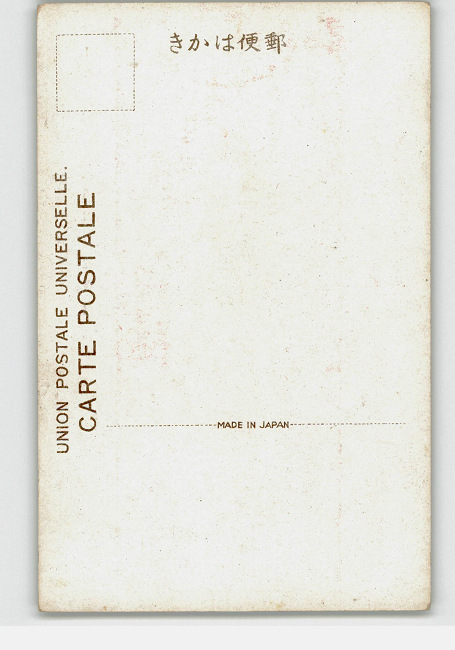 郵便はかき
UNION POSTALE UNIVERSELLE.
CARTE POSTALE
MADE IN JAPAN